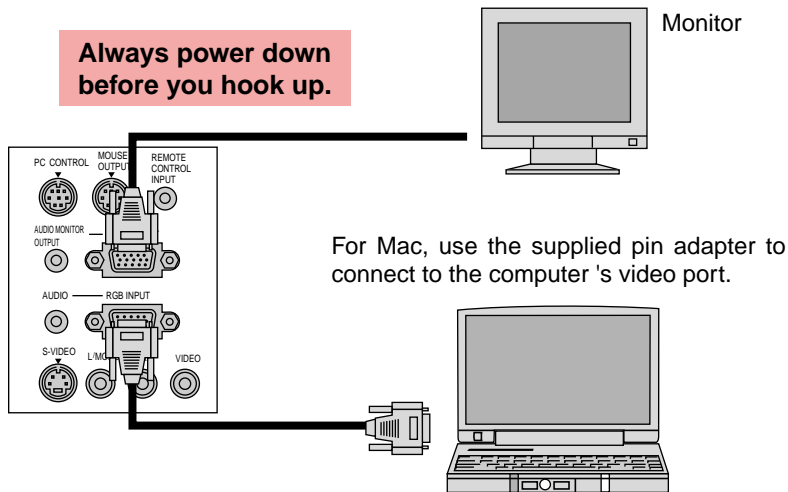 Monitor
Always power down
before you hook up.
PC CONTROL
MOUSE
OUTPUT
REMOTE
CONTROL
INPUT
AUDIO MONITOR
OUTPUT
For Mac, use the supplied pin adapter to
connect to the computer 's video port.
AUDIO
RGB INPUT
S-VIDEO
VIDEO